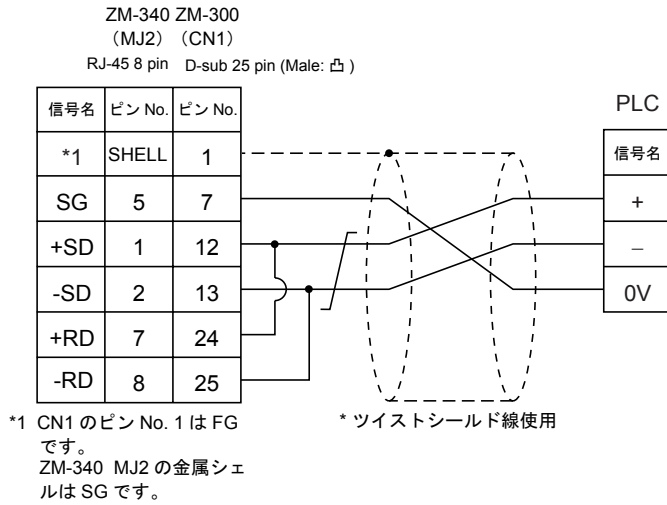 ZM-340 ZM-300
（MJ2）（CN1）
RJ-45 8 pin D-sub 25 pin (Male: 凸 )
PLC
信号名 ピン No. ピン No.
信号名
*1 SHELL 1
SG 5 7
+
+SD 1 12
−
-SD 2 13
0V
+RD 7 24
-RD 8 25
*1 CN1 のピン No. 1 は FG
です。
ZM-340 MJ2 の金属シェ
ルは SG です。
* ツイストシールド線使用